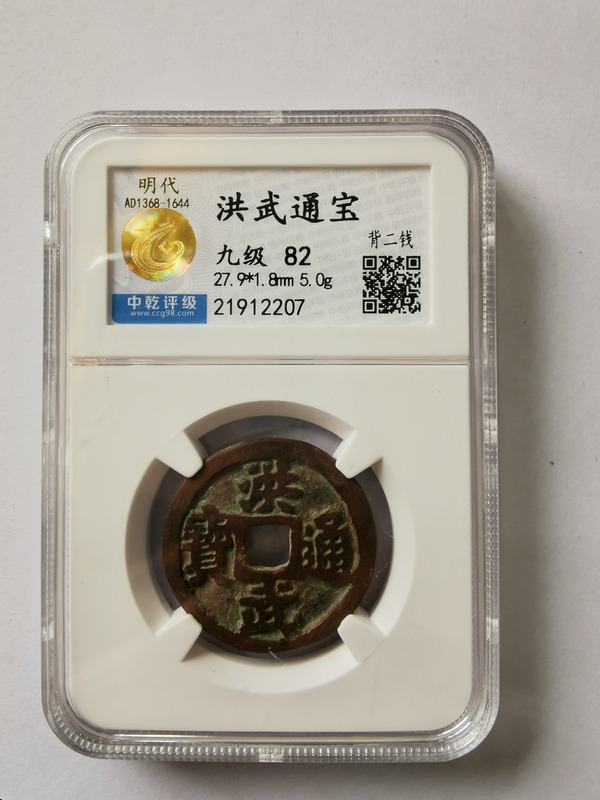 明代
AD1368-1644
洪武通宝
背二钱
九级 82
27.9*1.8mm 5.0g
21912207
中乾评级
www.ccg98.com
洪武通寶